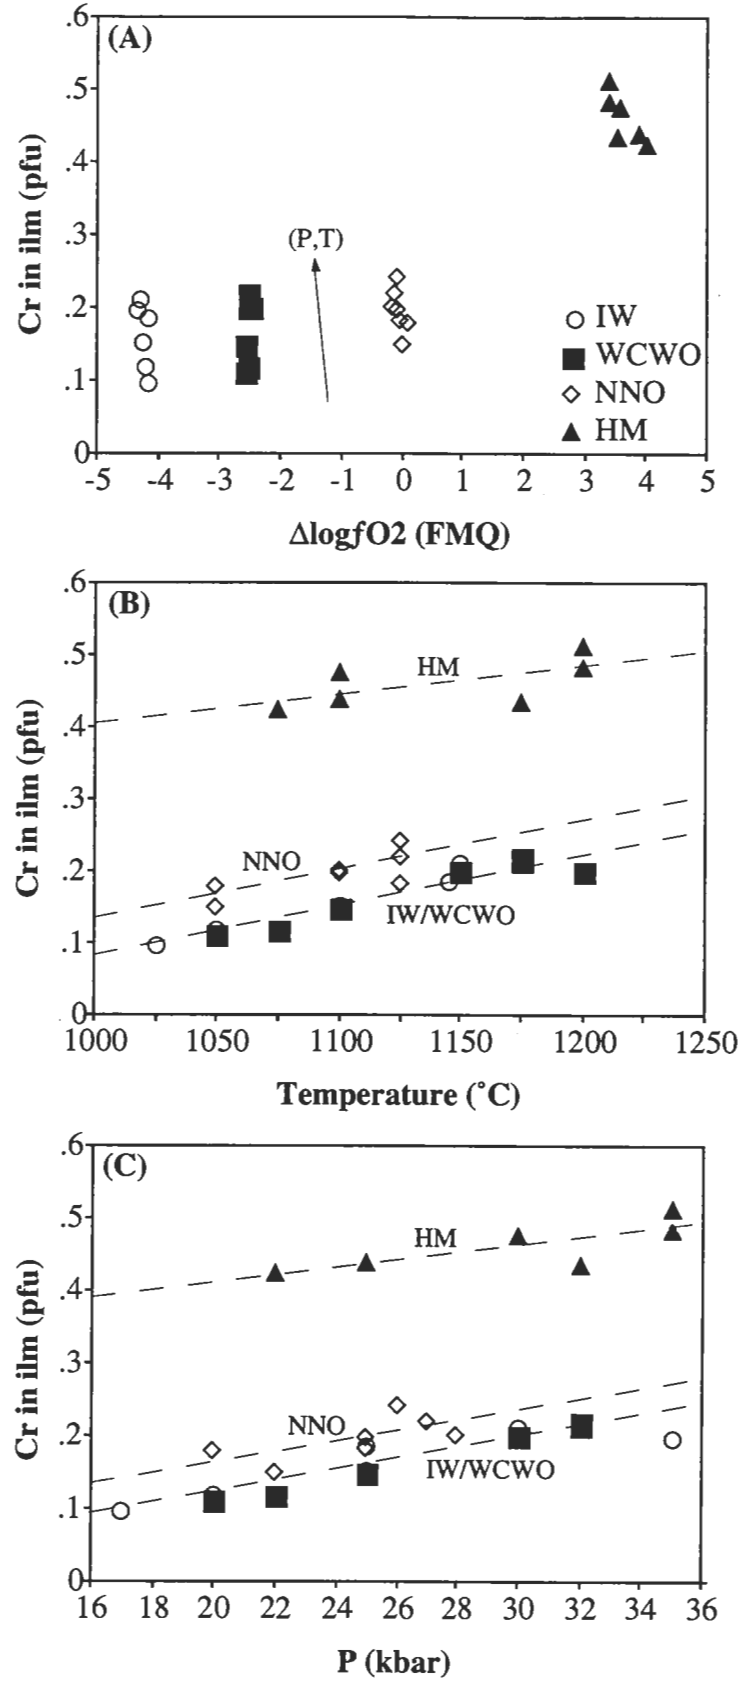 (A)
.6
.5
.4
.3
.2
.1
0
Cr in ilm (pfu)
(P,T)
IW
WCWO
NNO
HM
-5 -4 -3 -2 -1 0 1 2 3 4 5
ΔlogƒO2 (FMQ)
(B)
.6
.5
.4
.3
.2
.1
0
Cr in ilm (pfu)
HM
NNO
IW/WCWO
1000 1050 1100 1150 1200 1250
Temperature (˚C)
(C)
.6
.5
.4
.3
.2
.1
0
Cr in ilm (pfu)
HM
NNO
IW/WCWO
16 18 20 22 24 26 28 30 32 34 36
P (kbar)